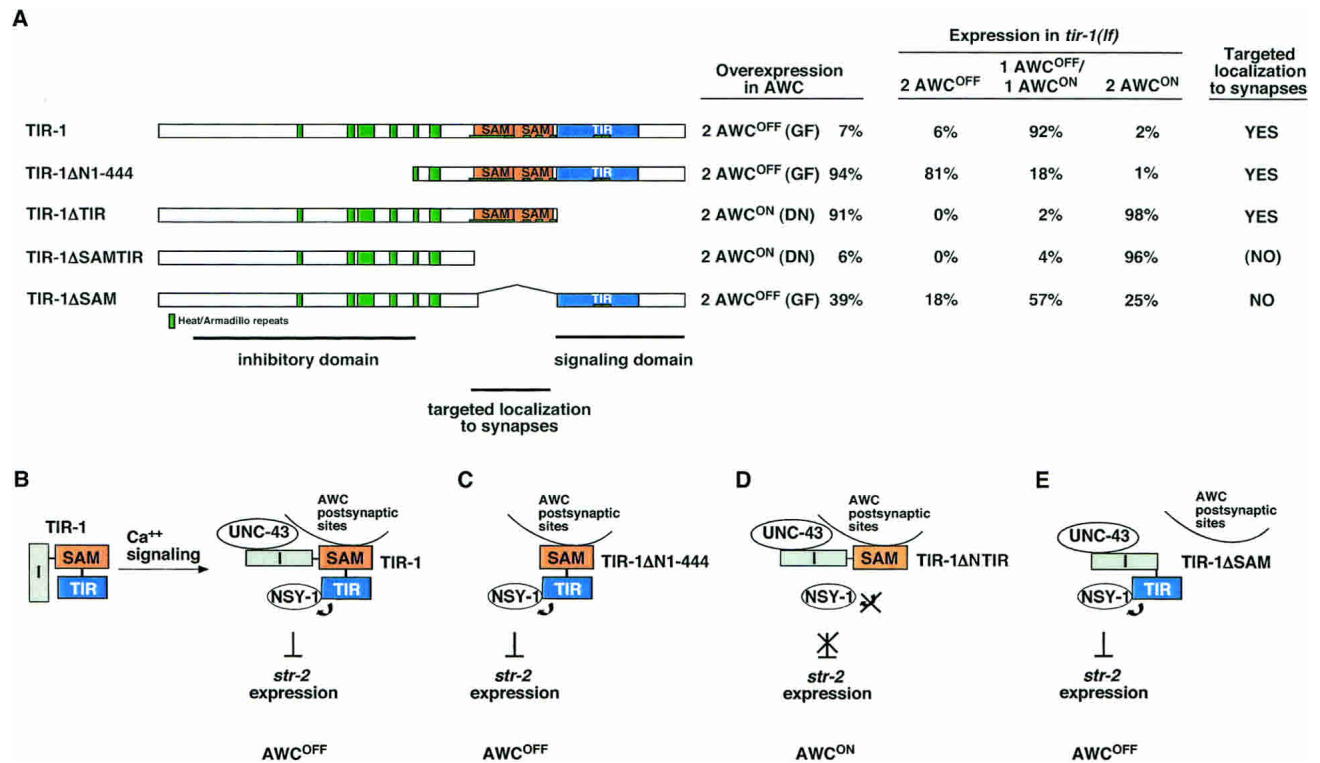 A
Expression in tir-1(lf)
Overexpression in AWC
2 AWCOFF
1 AWCOFF/ 1 AWCON
2 AWCON
Targeted localization to synapses
TIR-1 SAM SAM TIR 2 AWCOFF (GF) 7% 6% 92% 2% YES
TIR-1ΔN1-444 SAM SAM TIR 2 AWCOFF (GF) 94% 81% 18% 1% YES
TIR-1ΔTIR SAM SAM 2 AWCON (DN) 91% 0% 2% 98% YES
TIR-1ΔSAMTIR 2 AWCON (DN) 6% 0% 4% 96% (NO)
TIR-1ΔSAM TIR 2 AWCOFF (GF) 39% 18% 57% 25% NO
Heat/Armadillo repeats
inhibitory domain
signaling domain
targeted localization
to synapses
B
TIR-1
I
SAM
TIR
Ca++
signaling
AWC
postsynaptic
sites
UNC-43
I
SAM
TIR-1
TIR
NSY-1
str-2
expression
AWCOFF
C
AWC
postsynaptic
sites
SAM
TIR-1ΔN1-444
TIR
NSY-1
str-2
expression
AWCOFF
D
AWC
postsynaptic
sites
UNC-43
I
SAM
TIR-1ΔNTIR
NSY-1
str-2
expression
AWCON
E
AWC
postsynaptic
sites
UNC-43
TIR-1ΔSAM
I
TIR
NSY-1
str-2
expression
AWCOFF